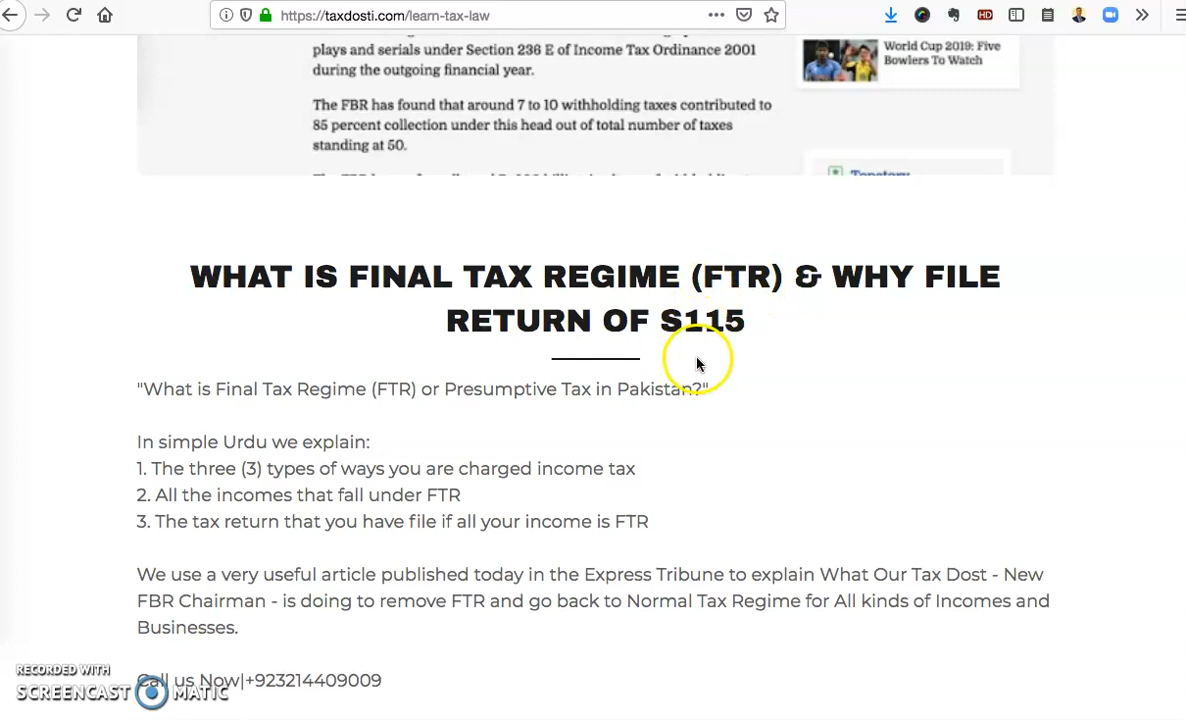 https://taxdosti.com/learn-tax-law
HD
plays and serials under Section 236 E of Income Tax Ordinance 2001
during the outgoing financial year.
The FBR has found that around 7 to 10 withholding taxes contributed to
85 percent collection under this head out of total number of taxes
standing at 50.
World Cup 2019: Five
Bowlers To Watch
Topstory
WHAT IS FINAL TAX REGIME (FTR) & WHY FILE
RETURN OF S115
"What is Final Tax Regime (FTR) or Presumptive Tax in Pakistan?"
In simple Urdu we explain:
1. The three (3) types of ways you are charged income tax
2. All the incomes that fall under FTR
3. The tax return that you have file if all your income is FTR
We use a very useful article published today in the Express Tribune to explain What Our Tax Dost - New
FBR Chairman - is doing to remove FTR and go back to Normal Tax Regime for All kinds of Incomes and
Businesses.
Call us Now|+923214409009
RECORDED WITH
SCREENCAST MATIC